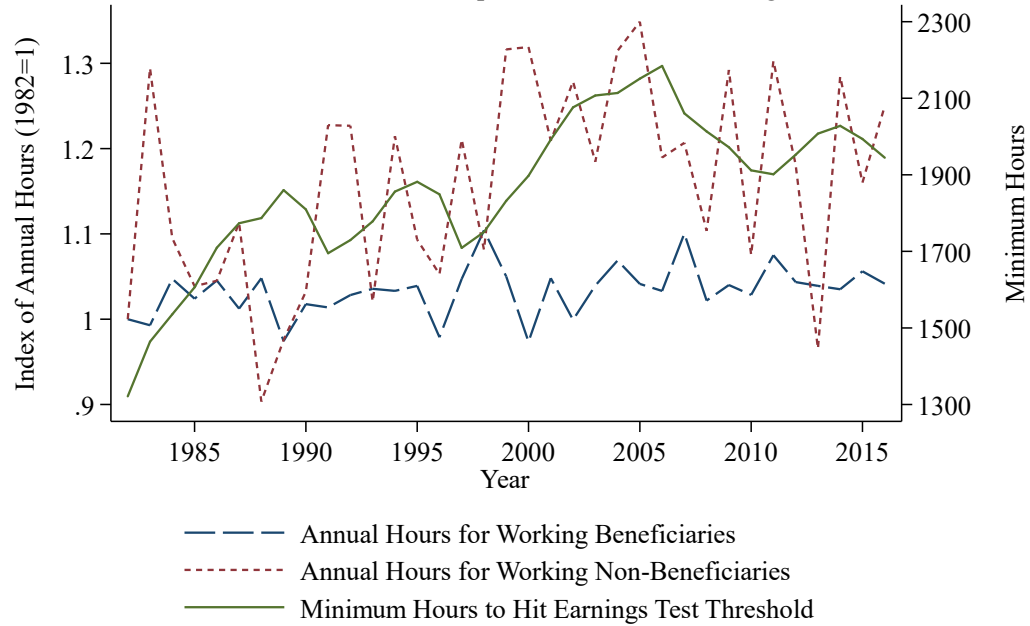 Index of Annual Hours (1982=1)
1.3
1.2
1.1
1
.9
2300
2100
1900
1700
1500
1300
Minimum Hours
1985 1990 1995 2000 2005 2010 2015
Year
Annual Hours for Working Beneficiaries
Annual Hours for Working Non-Beneficiaries
Minimum Hours to Hit Earnings Test Threshold